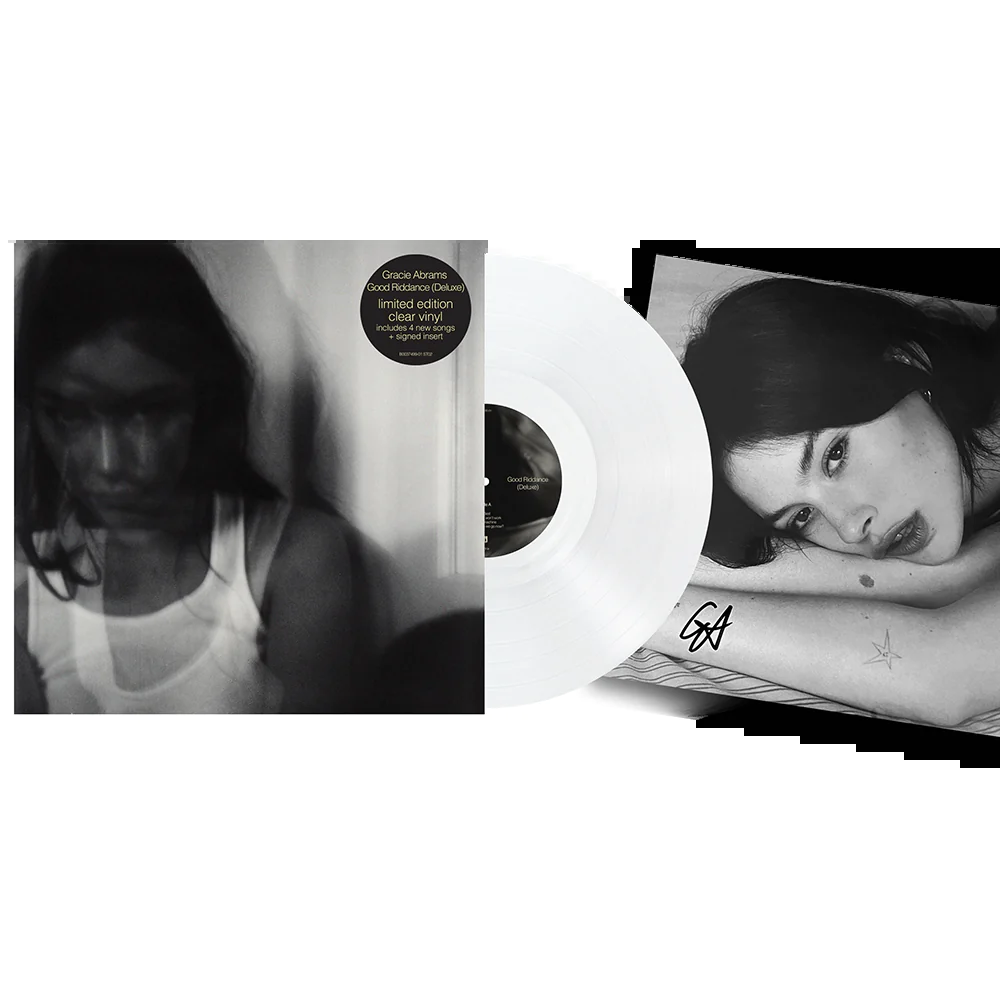 Gracie Abrams
Good Riddance (Deluxe)
limited edition
clear vinyl
includes 4 new songs
+ signed insert
Good Riddance
(Deluxe)
GA